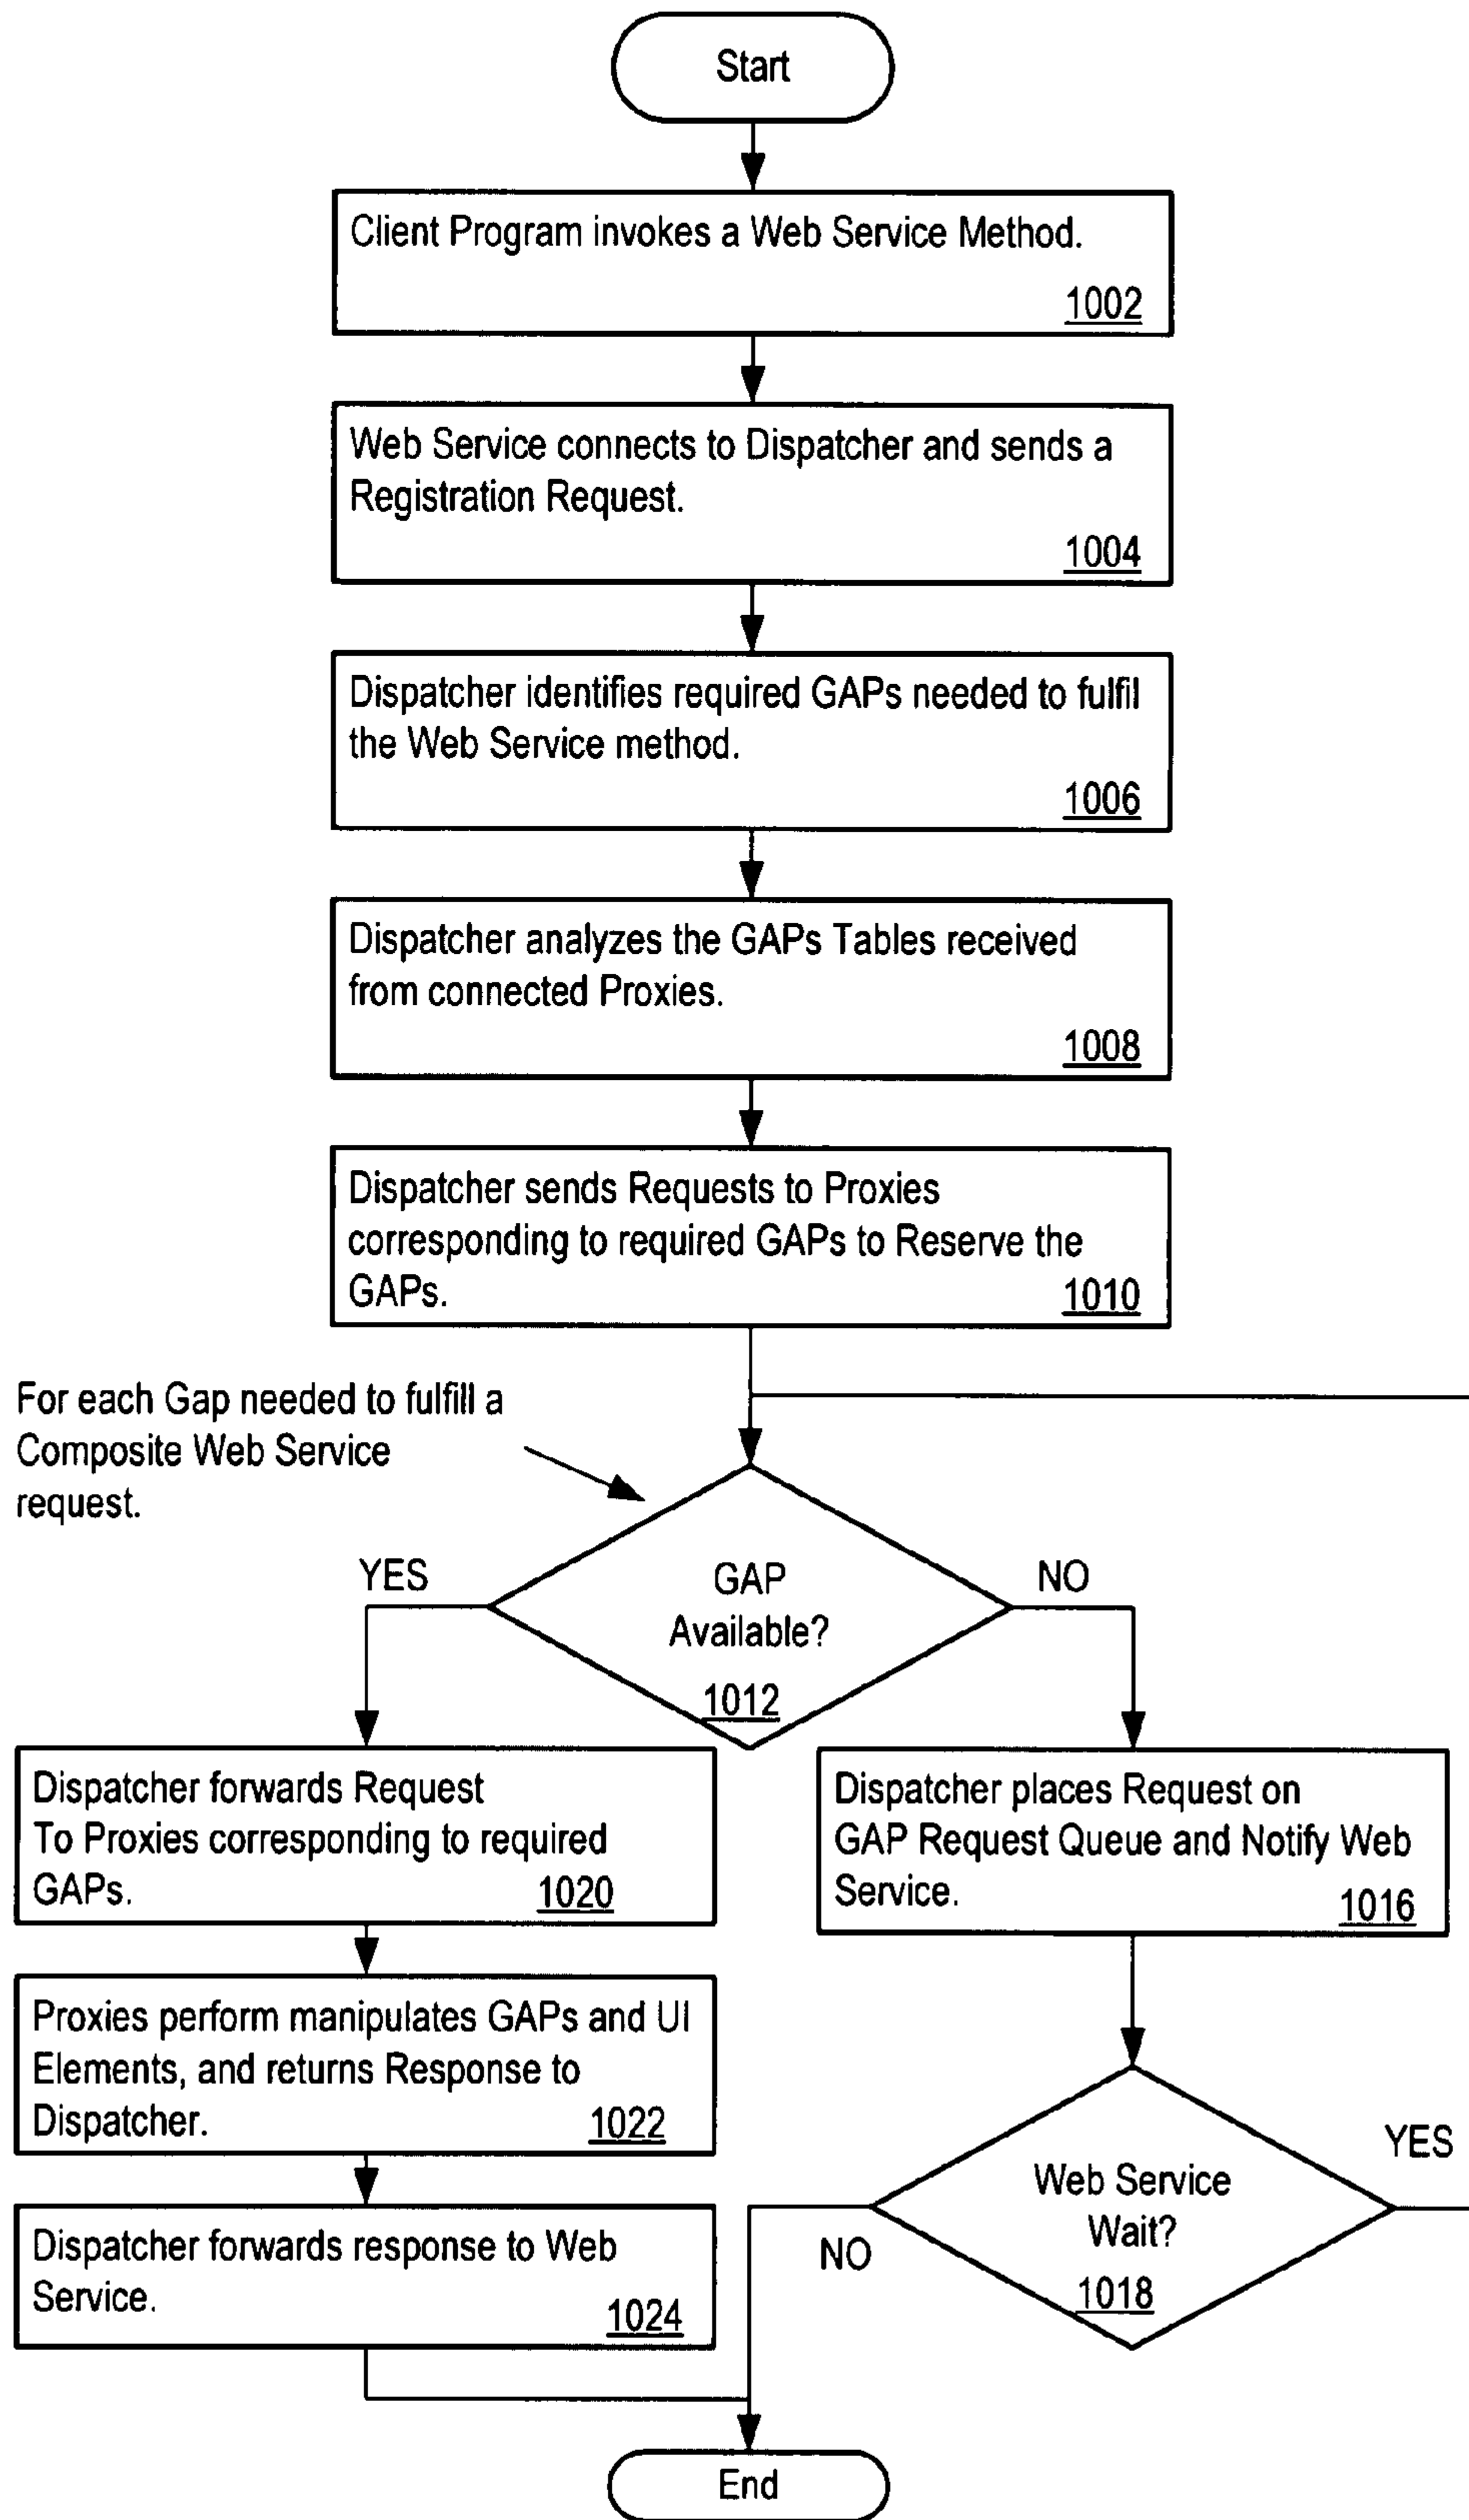 Start
Client Program invokes a Web Service Method.
1002
Web Service connects to Dispatcher and sends a
Registration Request.
1004
Dispatcher identifies required GAPs needed to fulfil
the Web Service method.
1006
Dispatcher analyzes the GAPs Tables received
from connected Proxies.
1008
Dispatcher sends Requests to Proxies
corresponding to required GAPs to Reserve the
GAPs.
1010
For each Gap needed to fulfill a
Composite Web Service
request.
YES
GAP
Available?
1012
NO
Dispatcher forwards Request
To Proxies corresponding to required
GAPs.
1020
Dispatcher places Request on
GAP Request Queue and Notify Web
Service.
1016
Proxies perform manipulates GAPs and UI
Elements, and returns Response to
Dispatcher.
1022
Web Service
Wait?
1018
YES
NO
Dispatcher forwards response to Web
Service.
1024
End